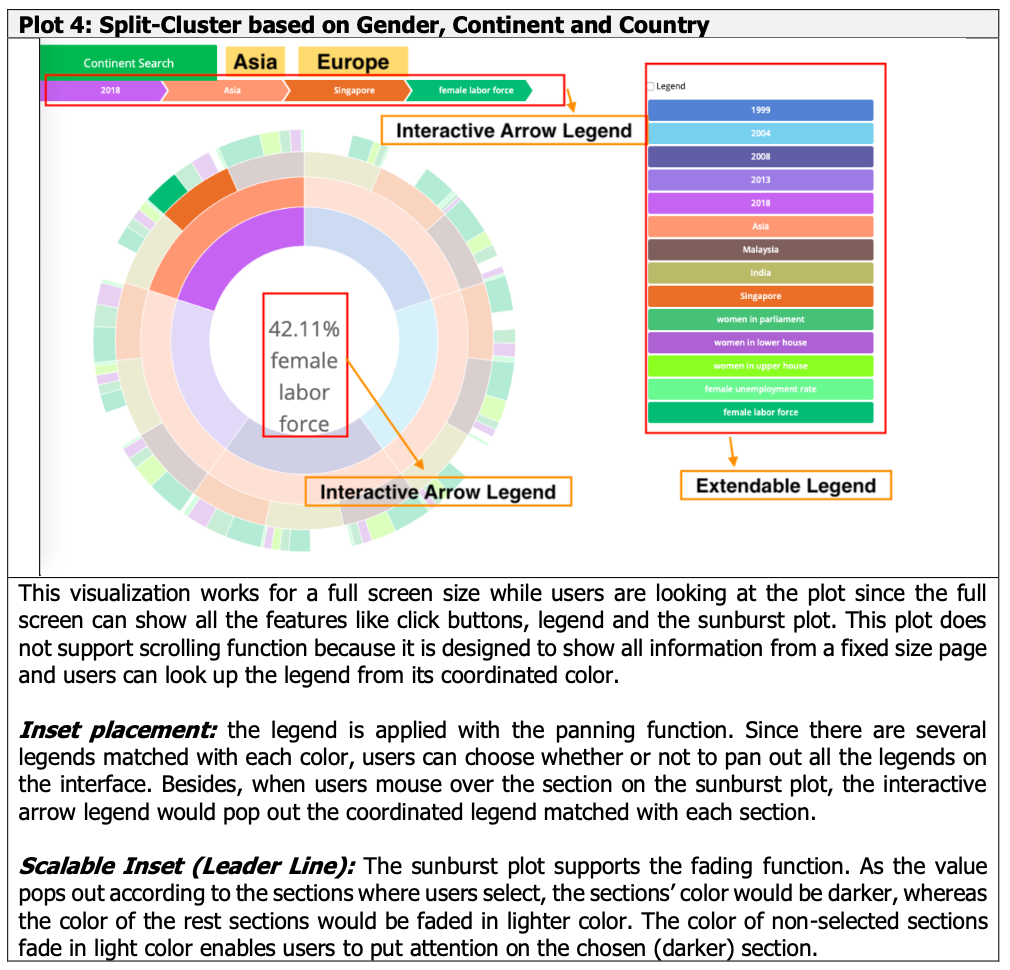 Plot 4: Split-Cluster based on Gender, Continent and Country
Continent Search
Asia
Europe
2018
Asia
Singapore
female labor force
Interactive Arrow Legend
Legend
1999
2004
2008
2013
2018
Asia
Malaysia
India
Singapore
women in parliament
women in lower house
women in upper house
female unemployment rate
female labor force
42.11%
female
labor
force
Interactive Arrow Legend
Extendable Legend
This visualization works for a full screen size while users are looking at the plot since the full
screen can show all the features like click buttons, legend and the sunburst plot. This plot does
not support scrolling function because it is designed to show all information from a fixed size page
and users can look up the legend from its coordinated color.
Inset placement: the legend is applied with the panning function. Since there are several
legends matched with each color, users can choose whether or not to pan out all the legends on
the interface. Besides, when users mouse over the section on the sunburst plot, the interactive
arrow legend would pop out the coordinated legend matched with each section.
Scalable Inset (Leader Line): The sunburst plot supports the fading function. As the value
pops out according to the sections where users select, the sections’ color would be darker, whereas
the color of the rest sections would be faded in lighter color. The color of non-selected sections
fade in light color enables users to put attention on the chosen (darker) section.